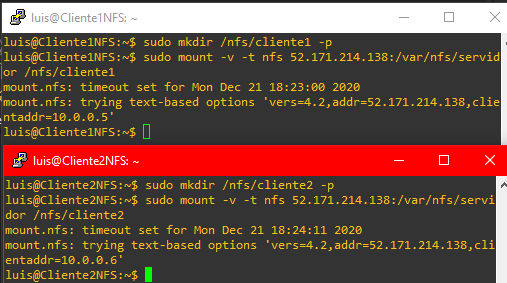 luis@Cliente1NFS: ~
luis@Cliente1NFS:~$ sudo mkdir /nfs/cliente1 -p
luis@Cliente1NFS:~$ sudo mount -v -t nfs 52.171.214.138:/var/nfs/servid
or /nfs/cliente1
mount.nfs: timeout set for Mon Dec 21 18:23:00 2020
mount.nfs: trying text-based options 'vers=4.2,addr=52.171.214.138,clie
ntaddr=10.0.0.5'
luis@Cliente1NFS:~$
luis@Cliente2NFS: ~
luis@Cliente2NFS:~$ sudo mkdir /nfs/cliente2 -p
luis@Cliente2NFS:~$ sudo mount -v -t nfs 52.171.214.138:/var/nfs/servi
dor /nfs/cliente2
mount.nfs: timeout set for Mon Dec 21 18:24:11 2020
mount.nfs: trying text-based options 'vers=4.2,addr=52.171.214.138,cli
entaddr=10.0.0.6'
luis@Cliente2NFS:~$